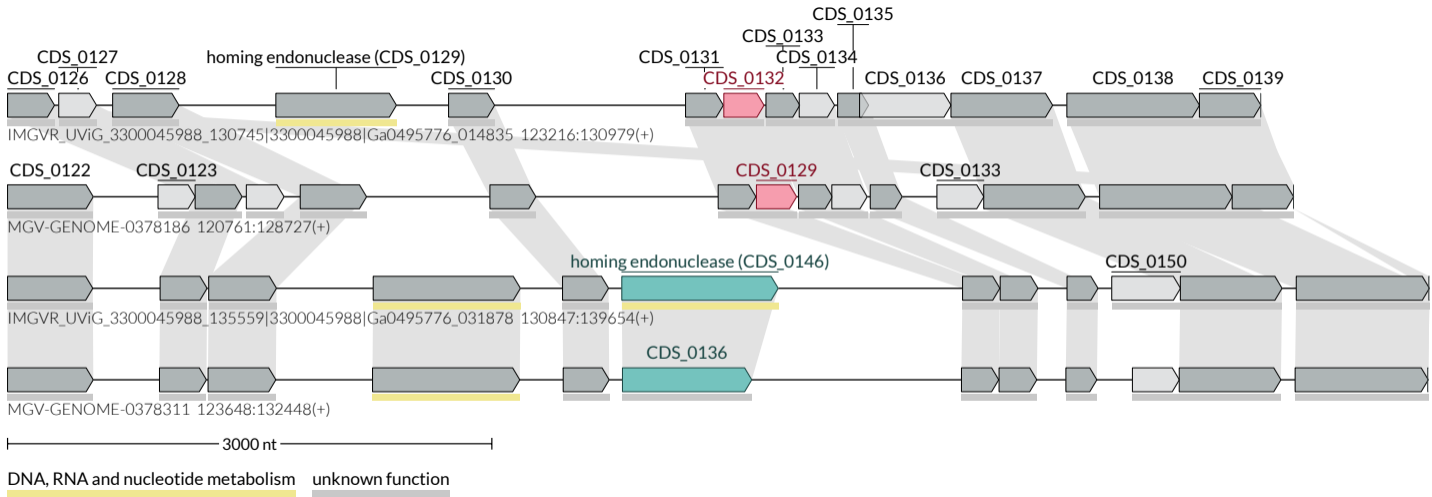 CDS_0135
CDS_0133
CDS_0127 homing endonuclease (CDS_0129) CDS_0131 CDS_0134
CDS_0126 CDS_0128 CDS_0130 CDS_0132 CDS_0136 CDS_0137 CDS_0138 CDS_0139
IMGVR_UViG_3300045988_130745|3300045988|Ga0495776_014835 123216:130979(+)
CDS_0122 CDS_0123 CDS_0129 CDS_0133
MGV-GENOME-0378186 120761:128727(+)
homing endonuclease (CDS_0146) CDS_0150
IMGVR_UViG_3300045988_135559|3300045988|Ga0495776_031878 130847:139654(+)
CDS_0136
MGV-GENOME-0378311 123648:132448(+)
3000 nt
DNA, RNA and nucleotide metabolism unknown function